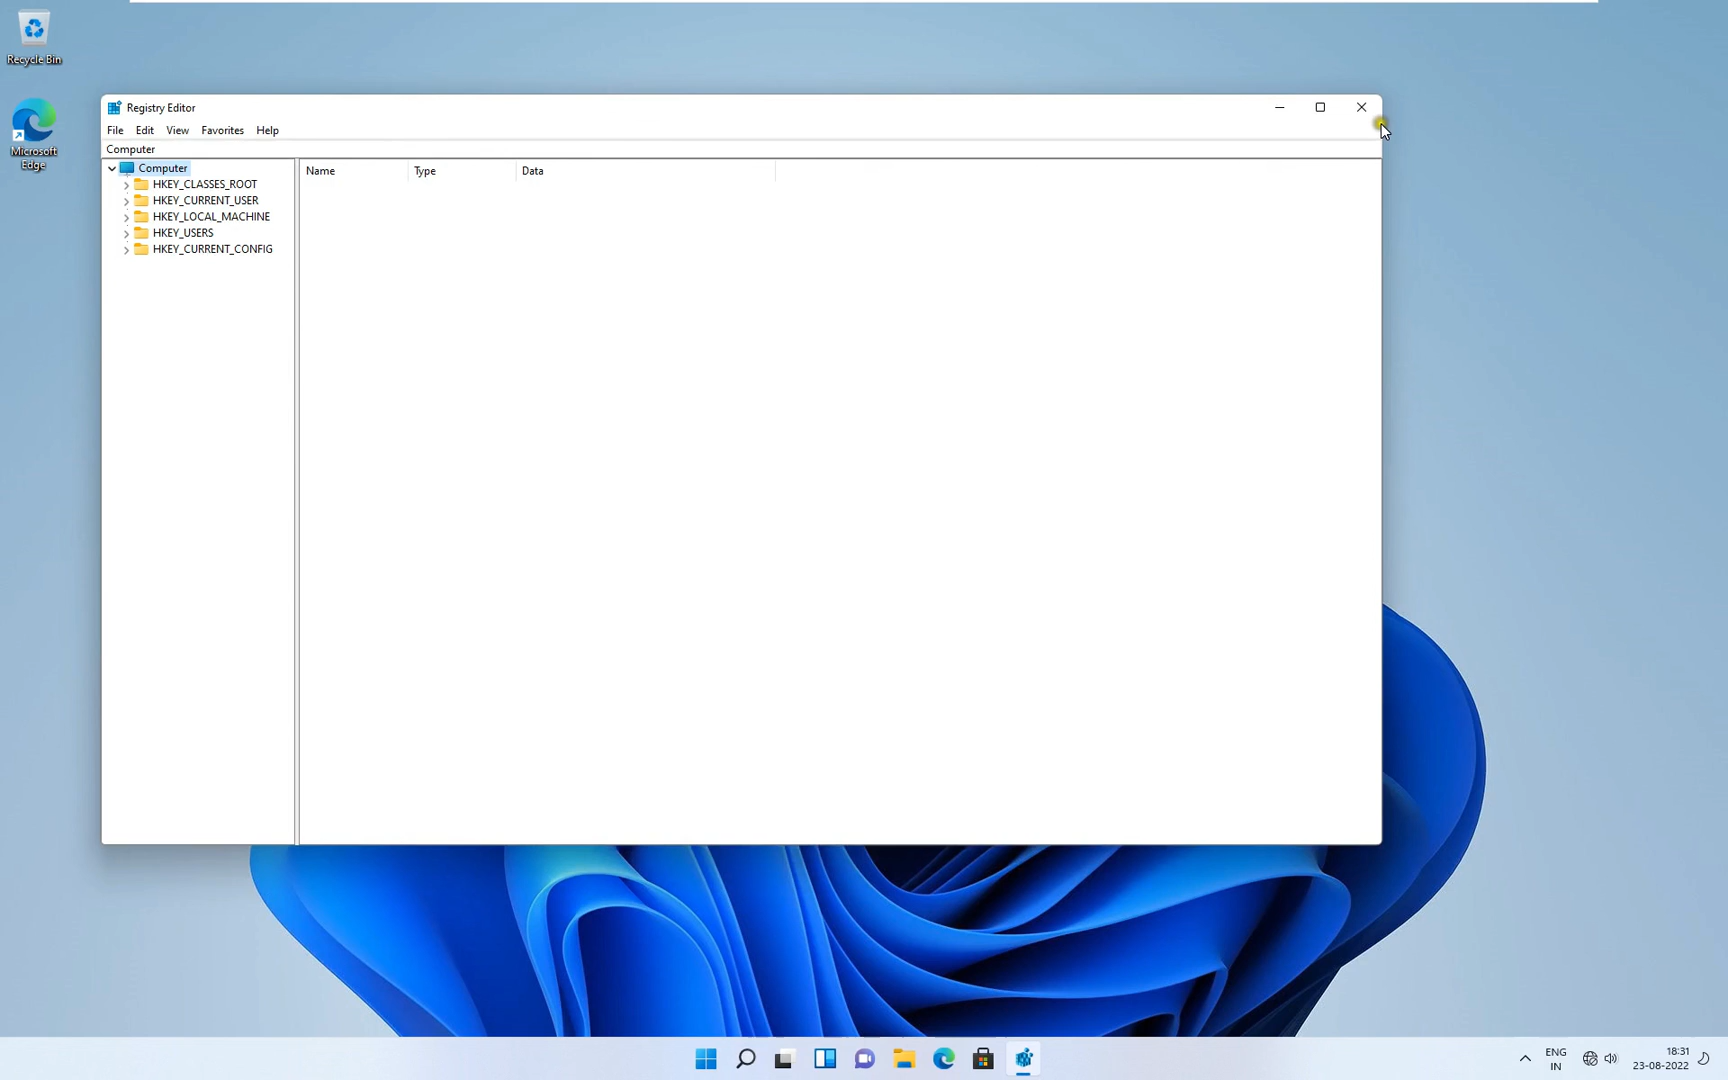 Recycle Bin
Microsoft
Edge
Registry Editor
File Edit View Favorites Help
Computer
Computer
HKEY_CLASSES_ROOT
HKEY_CURRENT_USER
HKEY_LOCAL_MACHINE
HKEY_USERS
HKEY_CURRENT_CONFIG
Name Type Data
ENG
IN
18:31
23-08-2022